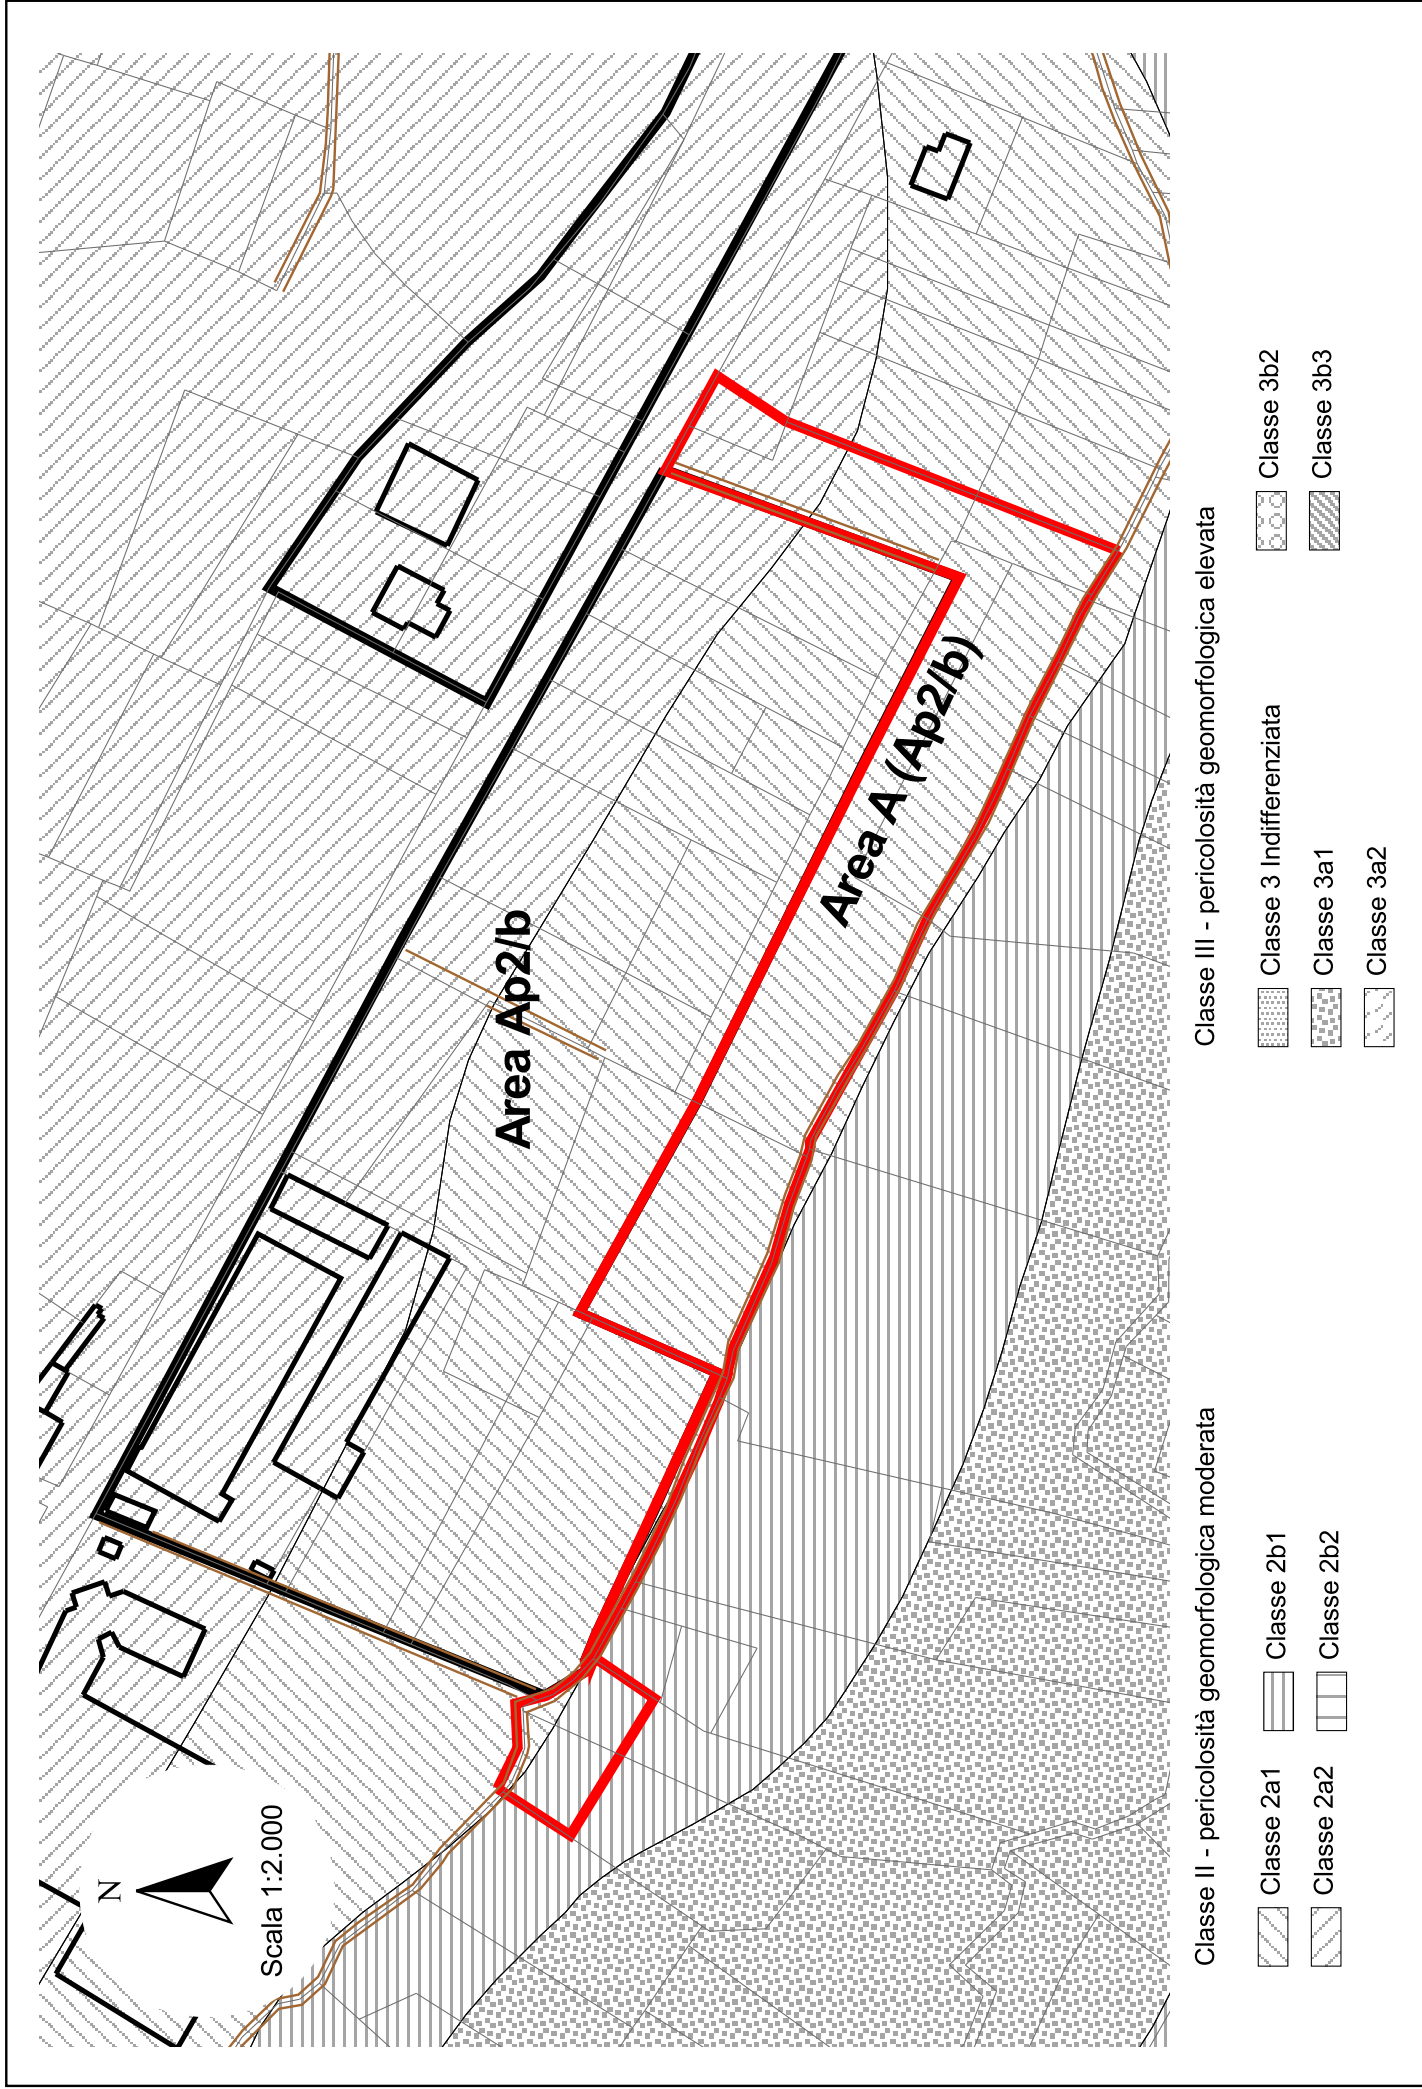 N
Scala 1:2.000
Area Ap2/b
Area A (Ap2/b)
Classe II - pericolosità geomorfologica moderata
Classe 2a1
Classe 2b1
Classe 2a2
Classe 2b2
Classe III - pericolosità geomorfologica elevata
Classe 3 Indifferenziata
Classe 3b2
Classe 3a1
Classe 3b3
Classe 3a2